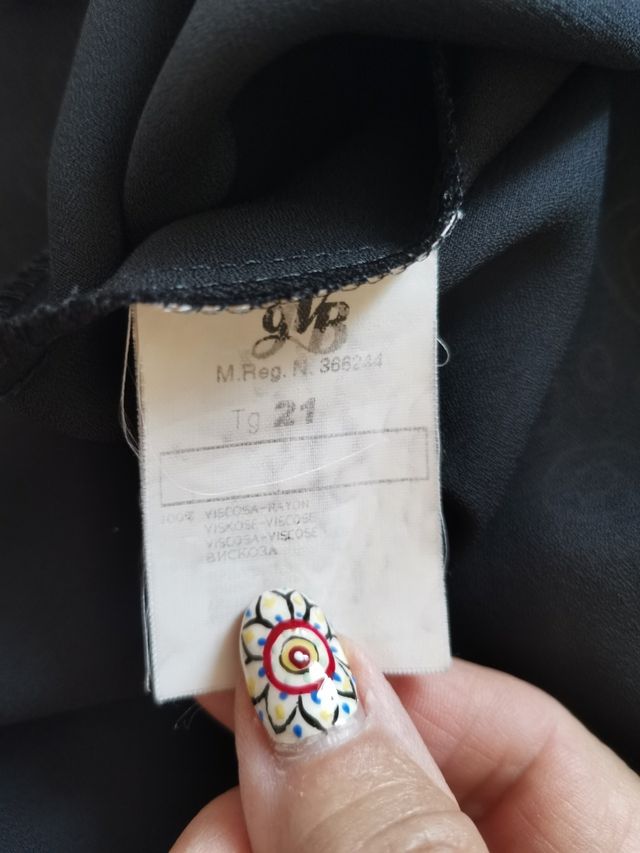 GVB
M.Reg. N. 366244
Tg 21
100% VISCOSA-RAYON
VISKOSE-VISCOSE
VISCOSA-VISCOSE
ВИСКОЗА